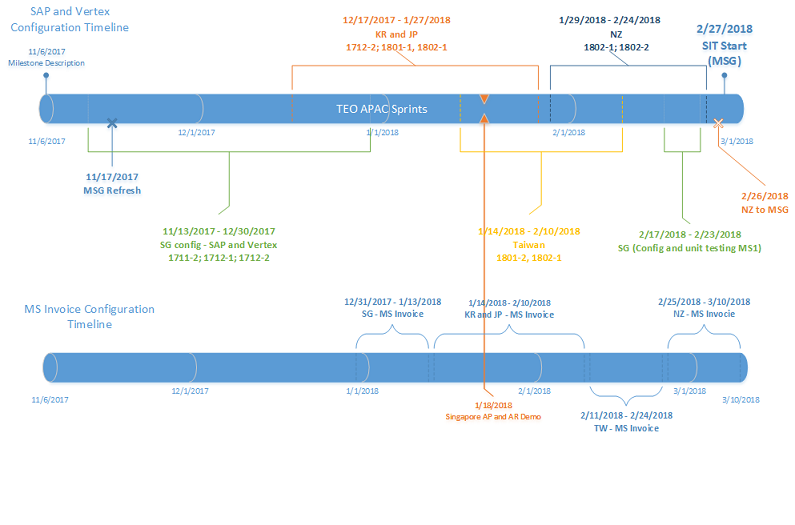 SAP and Vertex
Configuration Timeline
11/6/2017
Milestone Description
12/17/2017 - 1/27/2018
KR and JP
1712-2; 1801-1, 1802-1
1/29/2018 - 2/24/2018
NZ
1802-1; 1802-2
2/27/2018
SIT Start
(MSG)
TEO APAC Sprints
11/6/2017
12/1/2017
1/1/2018
2/1/2018
3/1/2018
11/17/2017
MSG Refresh
2/26/2018
NZ to MSG
11/13/2017 - 12/30/2017
SG config - SAP and Vertex
1711-2; 1712-1; 1712-2
1/14/2018 - 2/10/2018
Taiwan
1801-2, 1802-1
2/17/2018 - 2/23/2018
SG (Config and unit testing MS1)
MS Invoice Configuration
Timeline
12/31/2017 - 1/13/2018
SG - MS Invoice
1/14/2018 - 2/10/2018
KR and JP - MS Invoice
2/25/2018 - 3/10/2018
NZ - MS Invocie
11/6/2017
12/1/2017
1/1/2018
2/1/2018
3/1/2018
3/10/2018
1/18/2018
Singapore AP and AR Demo
2/11/2018 - 2/24/2018
TW - MS Invoice